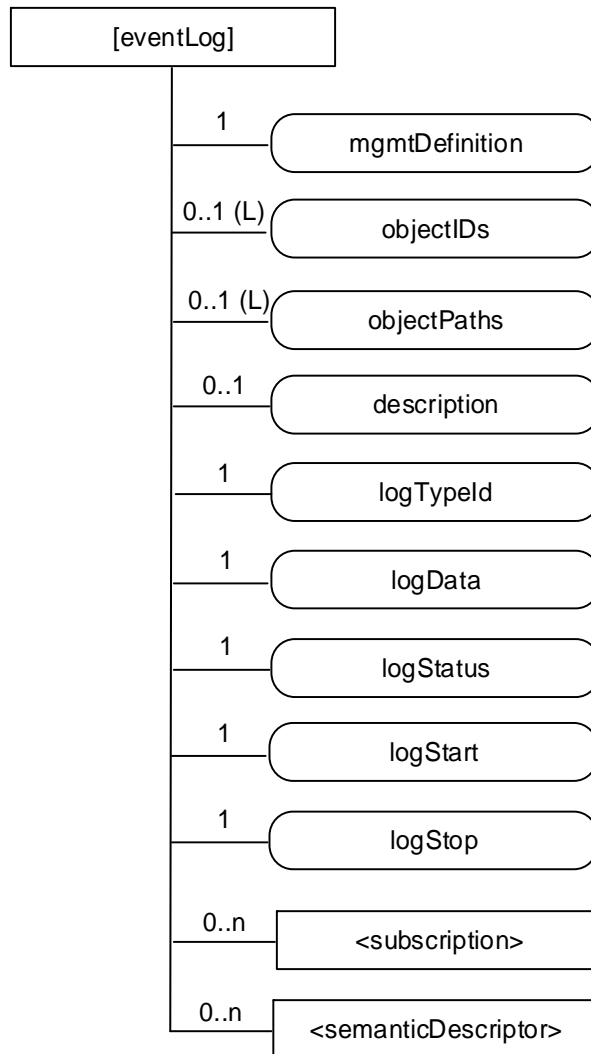 [eventLog]
1
mgmtDefinition
0..1 (L)
objectIDs
0..1 (L)
objectPaths
0..1
description
1
logTypeId
1
logData
1
logStatus
1
logStart
1
logStop
0..n
<subscription>
0..n
<semanticDescriptor>